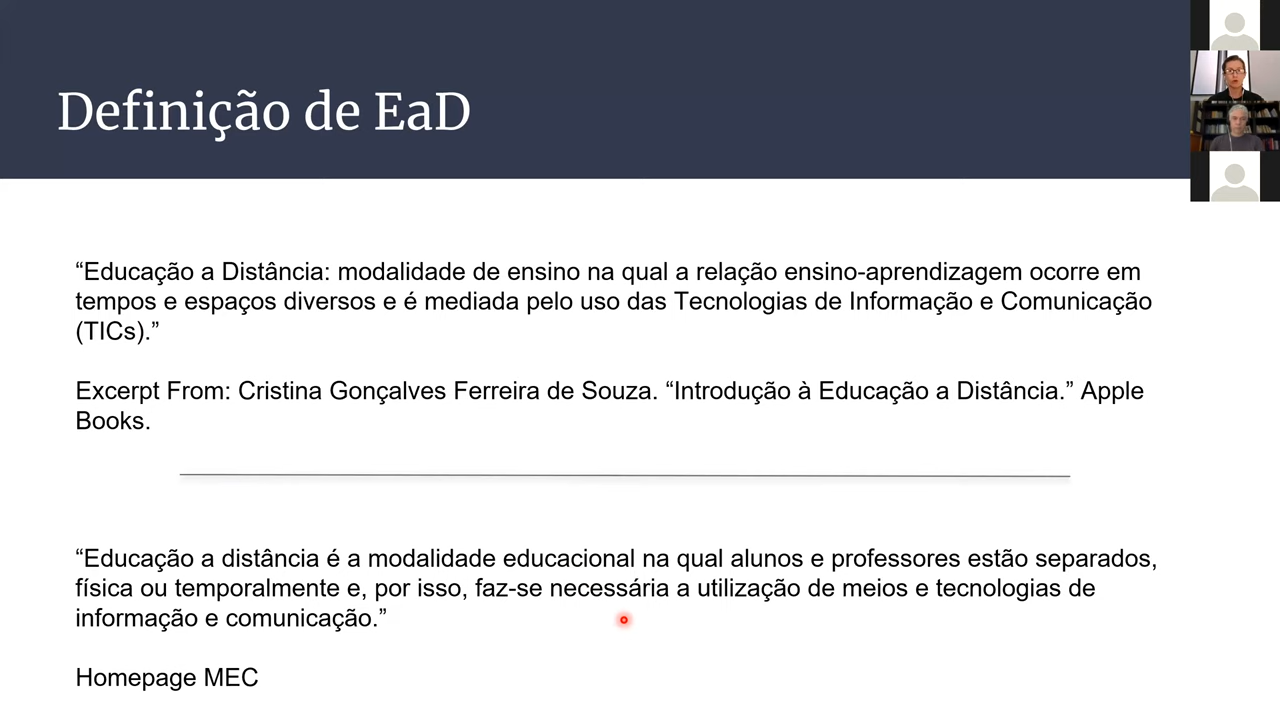 Definição de EaD
“Educação a Distância: modalidade de ensino na qual a relação ensino-aprendizagem ocorre em
tempos e espaços diversos e é mediada pelo uso das Tecnologias de Informação e Comunicação
(TICs).”
Excerpt From: Cristina Gonçalves Ferreira de Souza. “Introdução à Educação a Distância.” Apple
Books.
“Educação a distância é a modalidade educacional na qual alunos e professores estão separados,
física ou temporalmente e, por isso, faz-se necessária a utilização de meios e tecnologias de
informação e comunicação.”
Homepage MEC